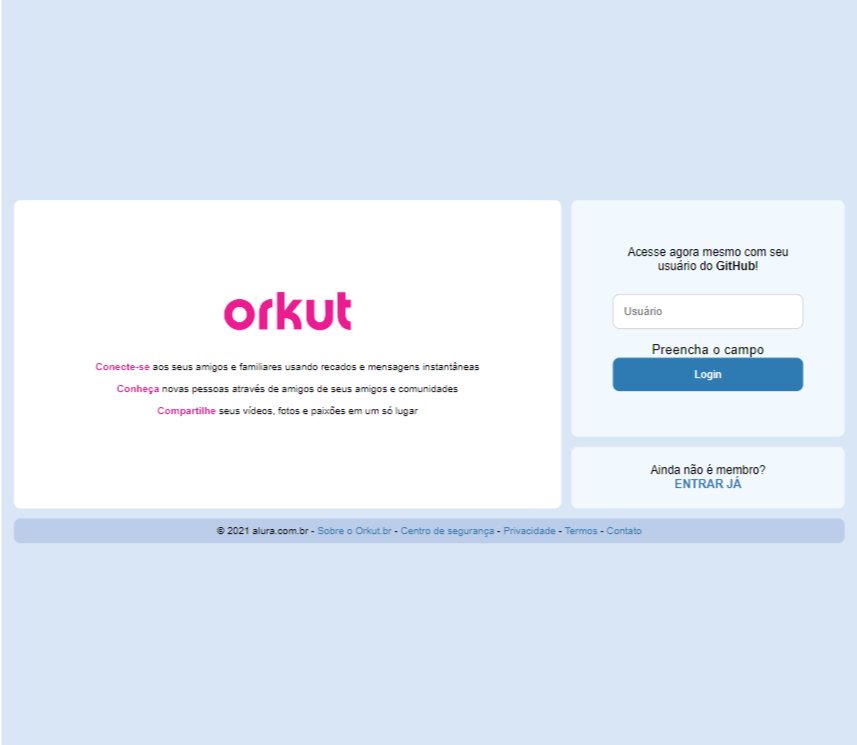 orkut
Conecte-se aos seus amigos e familiares usando recados e mensagens instantâneas
Conheça novas pessoas através de amigos de seus amigos e comunidades
Compartilhe seus vídeos, fotos e paixões em um só lugar
Acesse agora mesmo com seu
usuário do GitHub!
Usuário
Preencha o campo
Login
Ainda não é membro?
ENTRAR JÁ
© 2021 alura.com.br - Sobre o Orkut.br - Centro de segurança - Privacidade - Termos - Contato